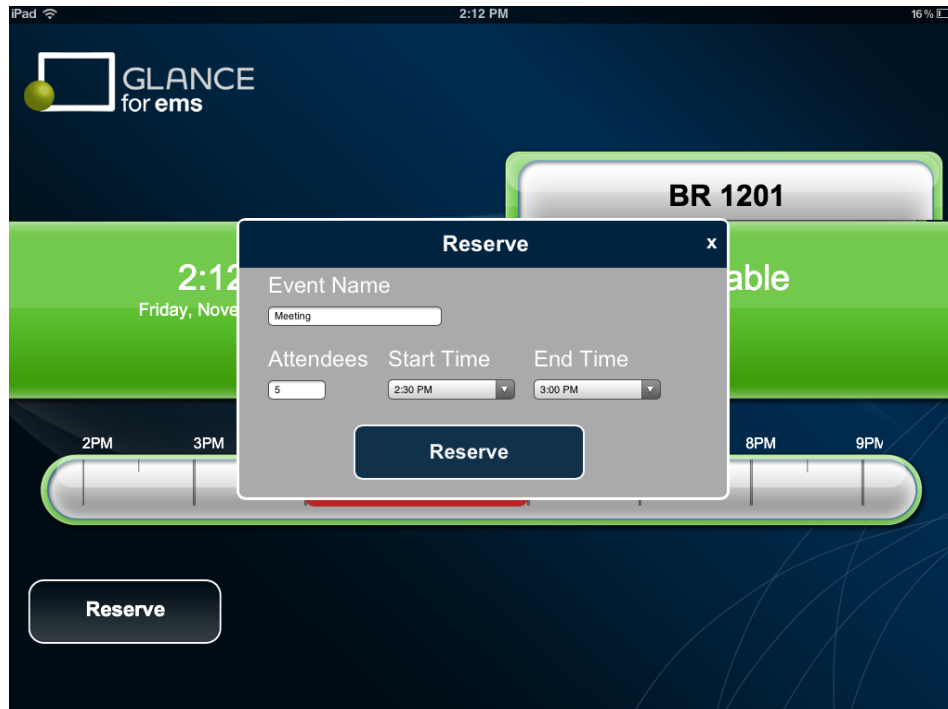 iPad 2:12 PM 16%
GLANCE
for ems
BR 1201
Reserve x
2:12
able
Friday, Nove
Event Name
Meeting
Attendees Start Time End Time
5 2:30 PM 3:00 PM
Reserve
2PM 3PM 8PM 9PM
Reserve